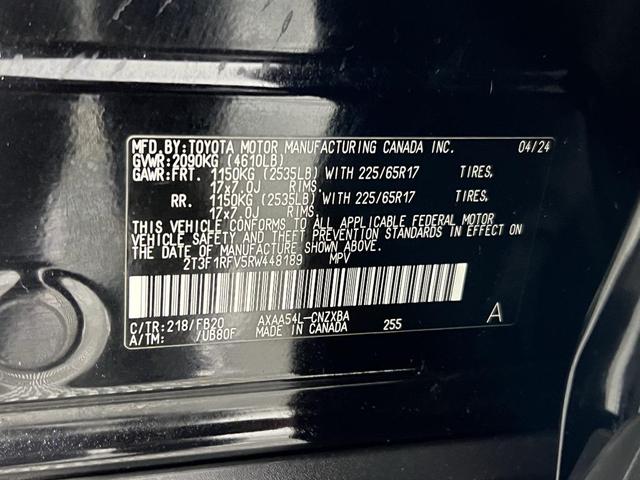 MFD.BY:TOYOTA MOTOR MANUFACTURING CANADA INC. 04/24
GVWR:2090KG (4610LB)
GAWR:FRT. 1150KG (2535LB) WITH 225/65R17 TIRES,
17x7.0J RIMS,
RR. 1150KG (2535LB) WITH 225/65R17 TIRES,
17x7.0J RIMS,
THIS VEHICLE CONFORMS TO ALL APPLICABLE FEDERAL MOTOR
VEHICLE SAFETY AND THEFT PREVENTION STANDARDS IN EFFECT ON
THE DATE OF MANUFACTURE SHOWN ABOVE.
2T3F1RFV5RW448189 MPV
C/TR:218/FB20 AXAA54L-CNZXBA 255 A
A/TM: /UB80F MADE IN CANADA